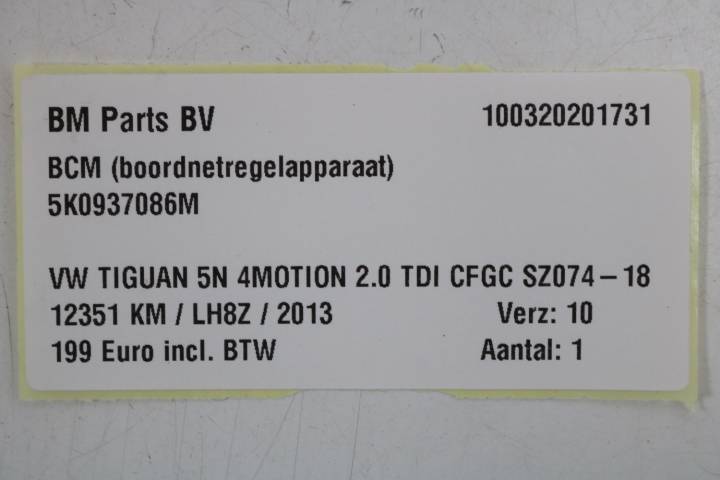 BM Parts BV 100320201731
BCM (boordnetregelapparaat)
5K0937086M
VW TIGUAN 5N 4MOTION 2.0 TDI CFGC SZ074-18
12351 KM / LH8Z / 2013 Verz: 10
199 Euro incl. BTW Aantal: 1